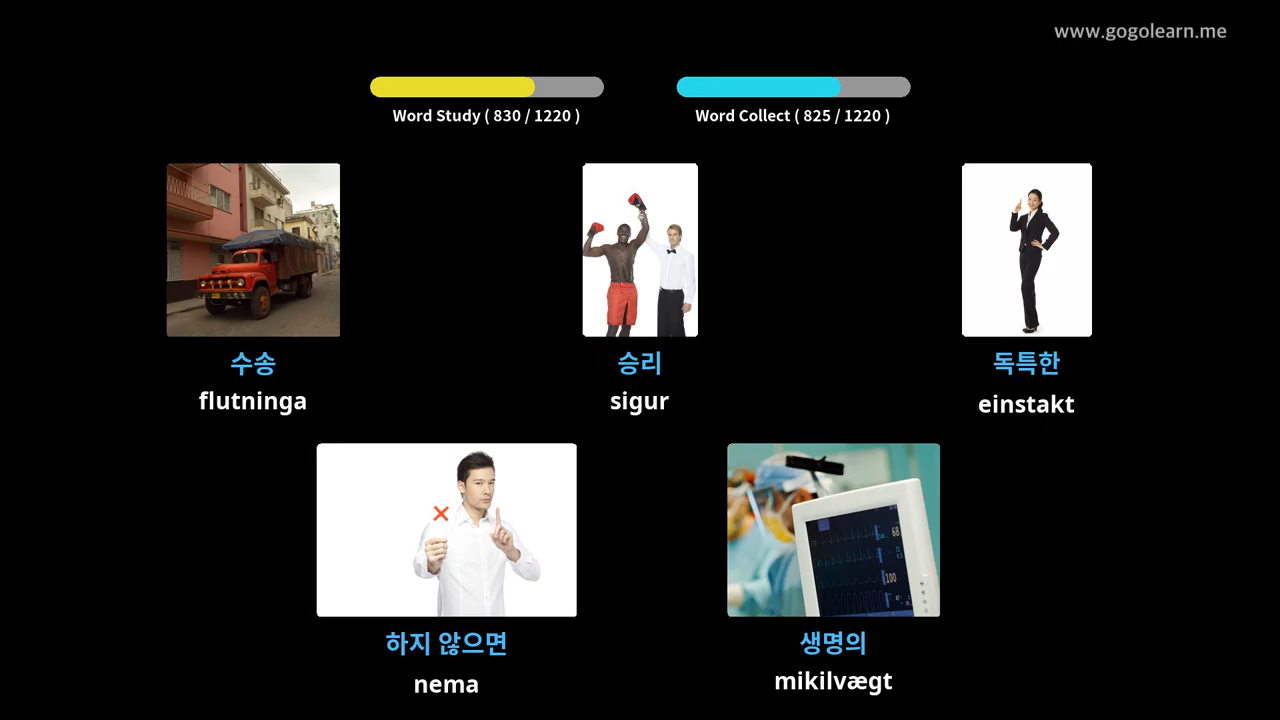 www.gogolearn.me
Word Study ( 830 / 1220 )
Word Collect ( 825 / 1220 )
수송
flutninga
승리
sigur
독특한
einstakt
하지 않으면
nema
생명의
mikilvægt